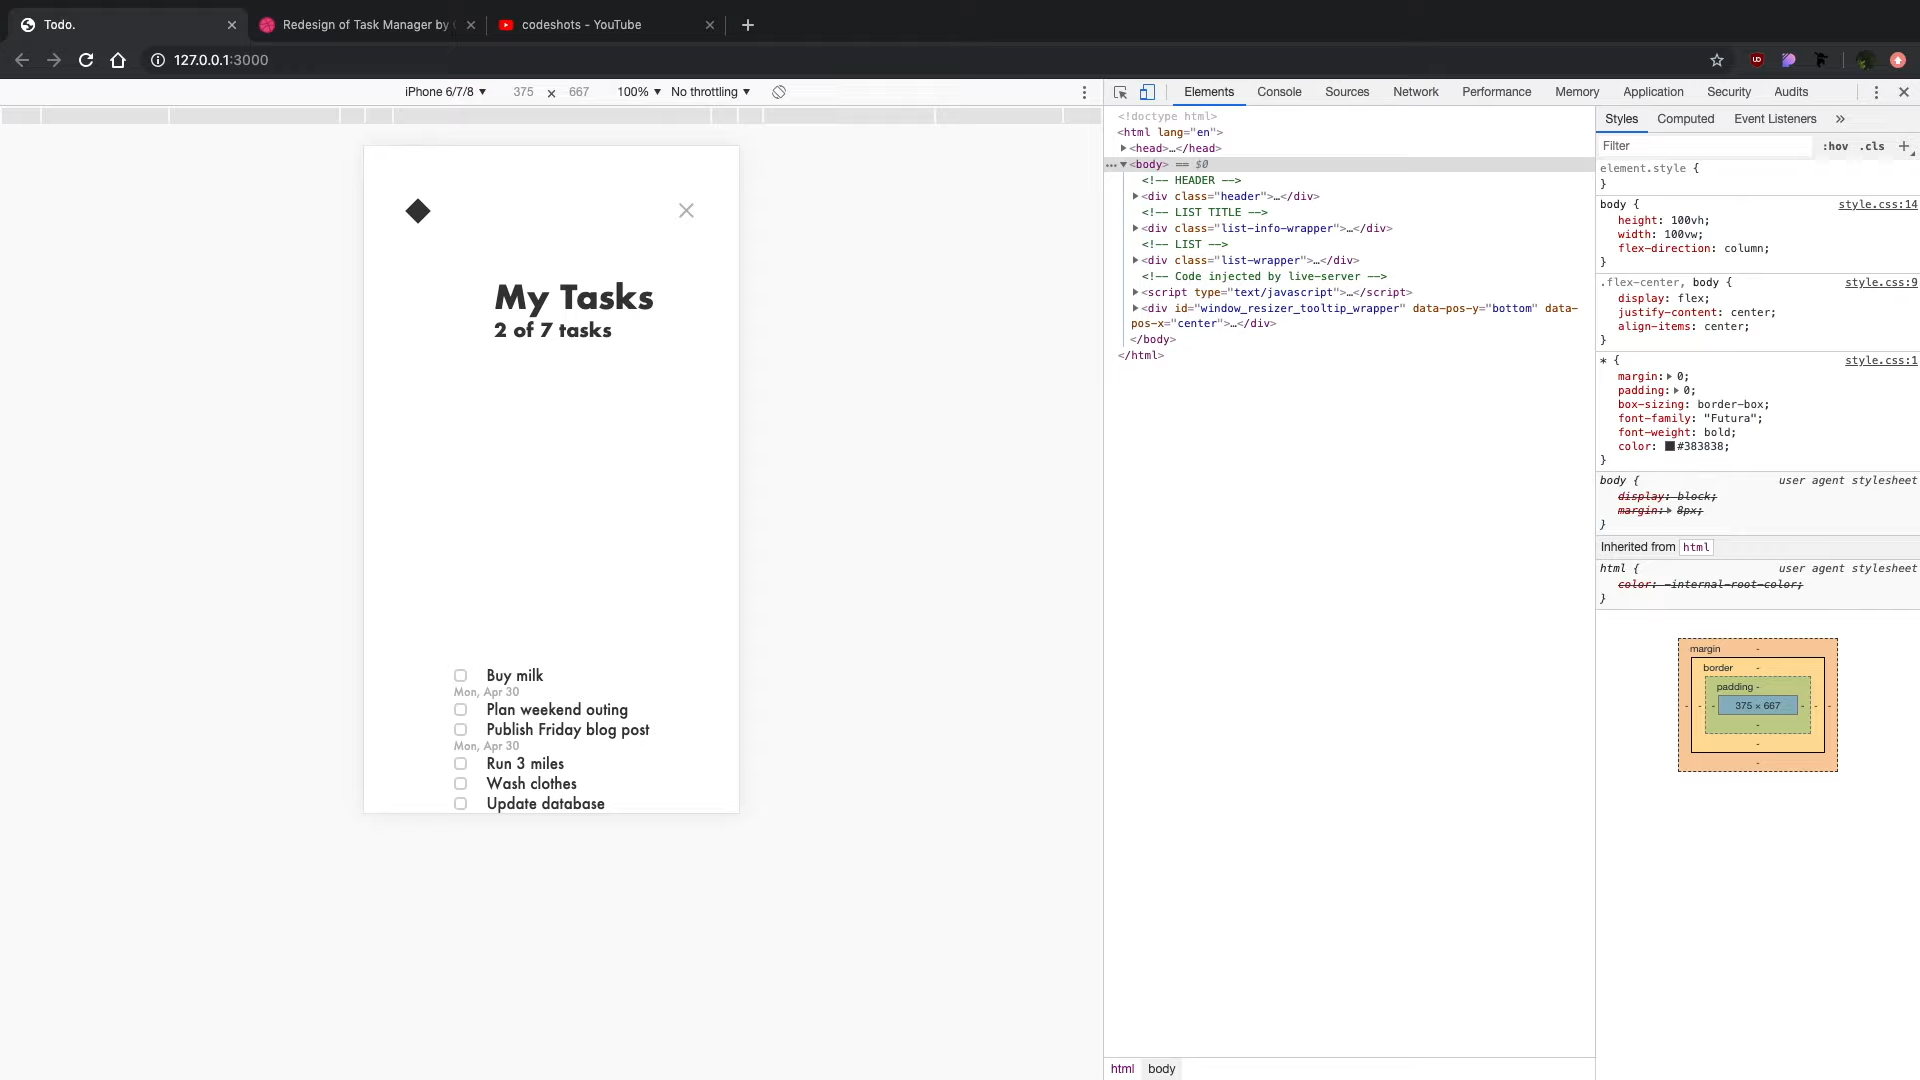 Todo.
Redesign of Task Manager by
codeshots - YouTube
127.0.0.1:3000
iPhone 6/7/8 ▼ 375 × 667 100% ▼ No throttling ▼
Elements Console Sources Network Performance Memory Application Security Audits
My Tasks
2 of 7 tasks
Buy milk
Mon, Apr 30
Plan weekend outing
Publish Friday blog post
Mon, Apr 30
Run 3 miles
Wash clothes
Update database
<!doctype html>
<html lang="en">
<head>…</head>
<body> == $0
<!-- HEADER -->
<div class="header">…</div>
<!-- LIST TITLE -->
<div class="list-info-wrapper">…</div>
<!-- LIST -->
<div class="list-wrapper">…</div>
<!-- Code injected by live-server -->
<script type="text/javascript">…</script>
<div id="window_resizer_tooltip_wrapper" data-pos-y="bottom" data-
pos-x="center">…</div>
</body>
</html>
html body
Styles Computed Event Listeners »
Filter :hov .cls +
element.style {
}
body { style.css:14
height: 100vh;
width: 100vw;
flex-direction: column;
}
.flex-center, body { style.css:9
display: flex;
justify-content: center;
align-items: center;
}
* { style.css:1
margin: 0;
padding: 0;
box-sizing: border-box;
font-family: "Futura";
font-weight: bold;
color: #383838;
}
body { user agent stylesheet
display: block;
margin: 8px;
}
Inherited from html
html { user agent stylesheet
color: -internal-root-color;
}
margin -
border -
padding -
- - - 375 × 667 - - -
-
-
-